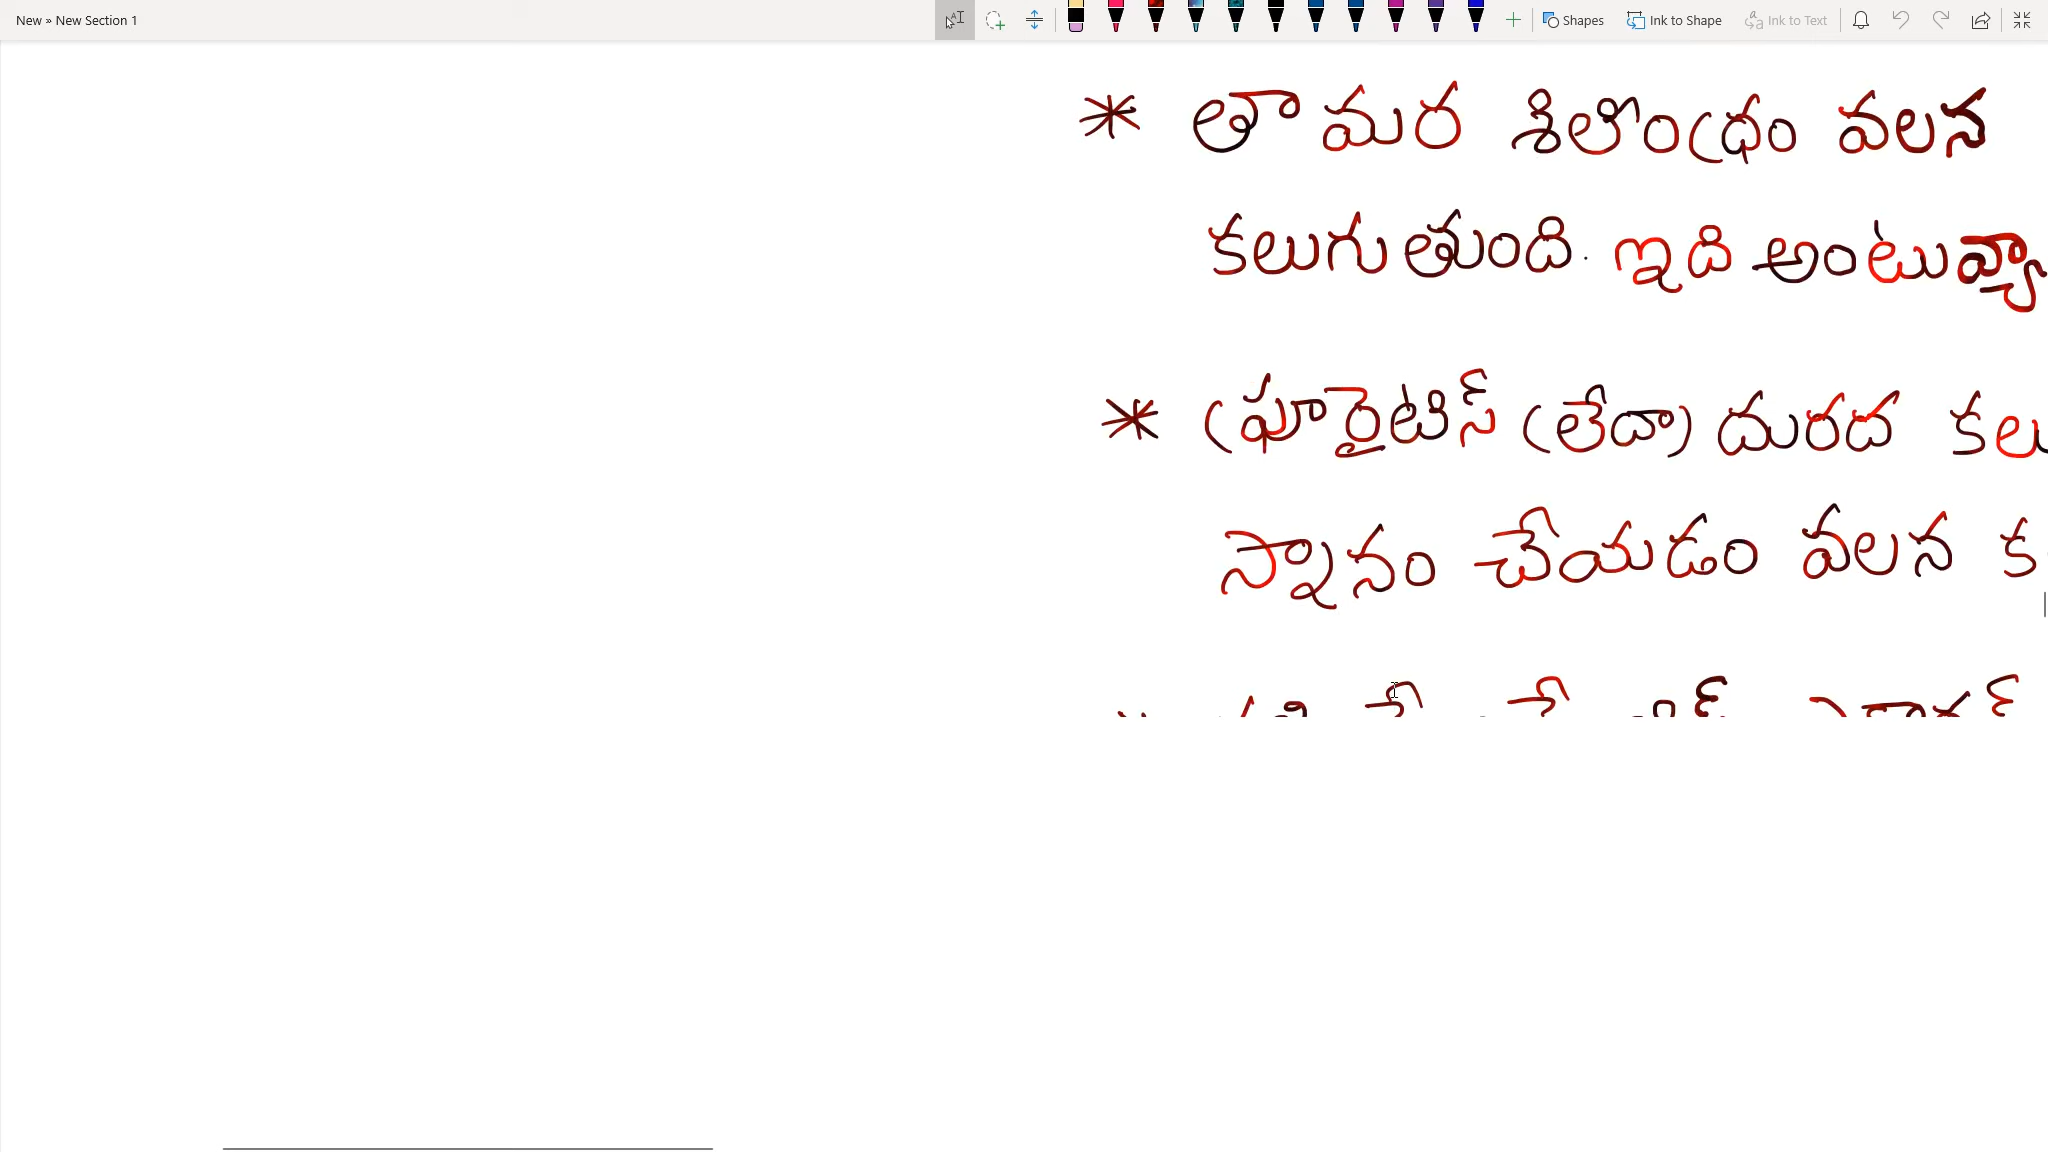 New » New Section 1
Shapes
Ink to Shape
Ink to Text
* తామర శిలీంధ్రం వలన
కలుగుతుంది. ఇది అంటువ్యా
* ప్రూరైటిస్ (లేదా) దురద కలు
స్నానం చేయడం వలన క